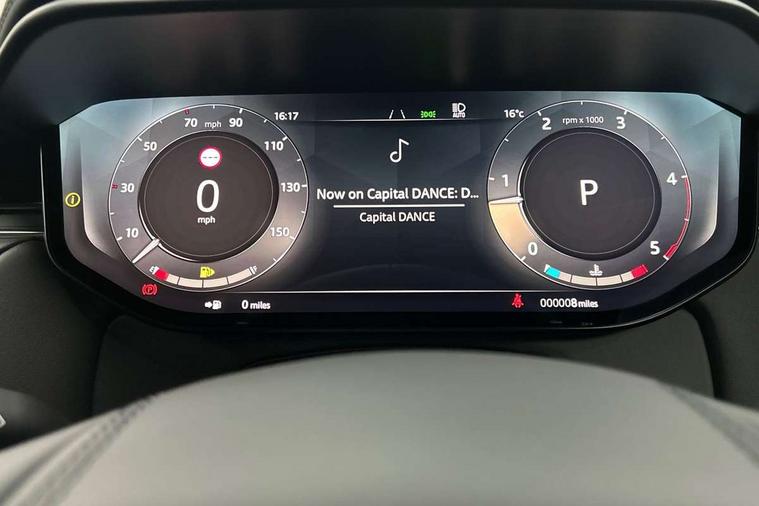 16:17
AUTO
16°C
10
30
50
70
mph
90
110
130
150
0
mph
E
F
Now on Capital DANCE: D...
Capital DANCE
rpm x 1000
0
1
2
3
4
5
P
0 miles
000008 miles